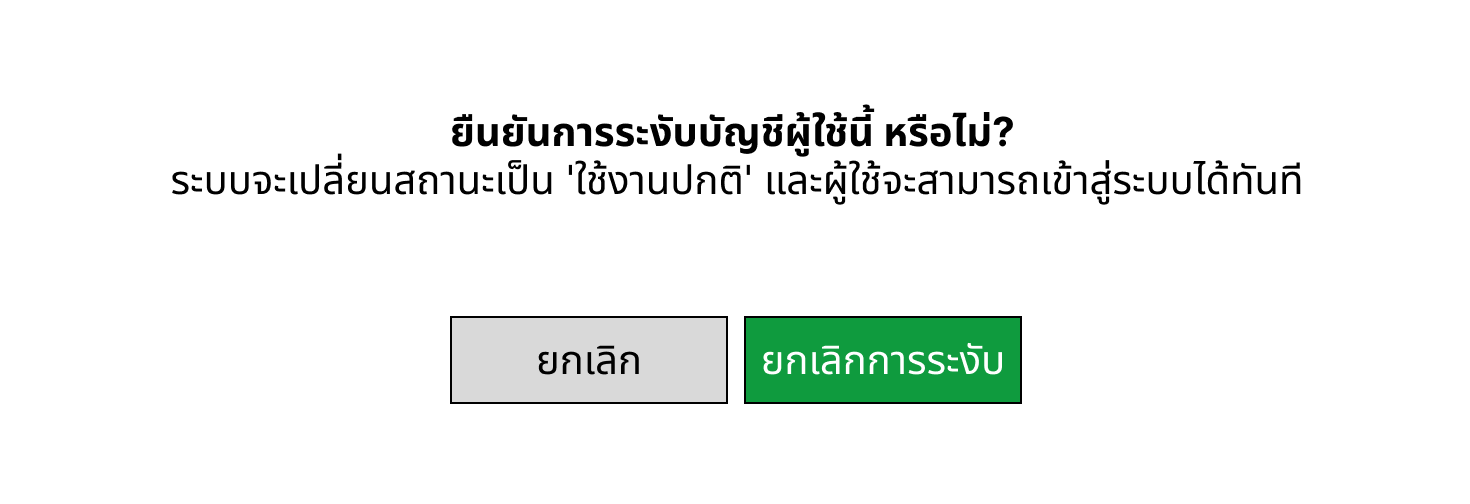 ยืนยันการระงับบัญชีผู้ใช้นี้ หรือไม่?
ระบบจะเปลี่ยนสถานะเป็น 'ใช้งานปกติ' และผู้ใช้จะสามารถเข้าสู่ระบบได้ทันที
ยกเลิก
ยกเลิกการระงับ